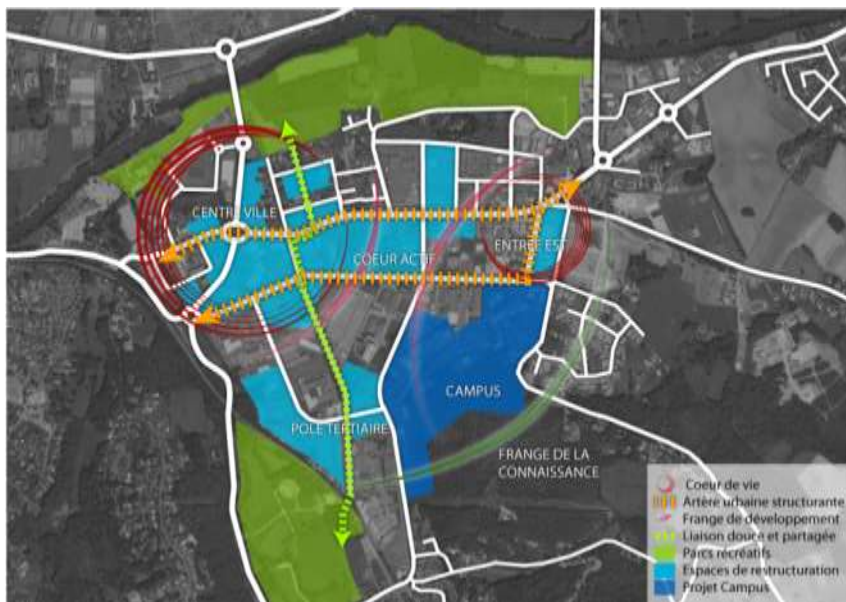 CENTRE VILLE
COEUR ACTIF
ENTREE EST
CAMPUS
POLE TERTIAIRE
FRANGE DE LA
CONNAISSANCE
Coeur de vie
Artère urbaine structurante
Frange de développement
Liaison douce et partagée
Parcs récréatifs
Espaces de restructuration
Projet Campus